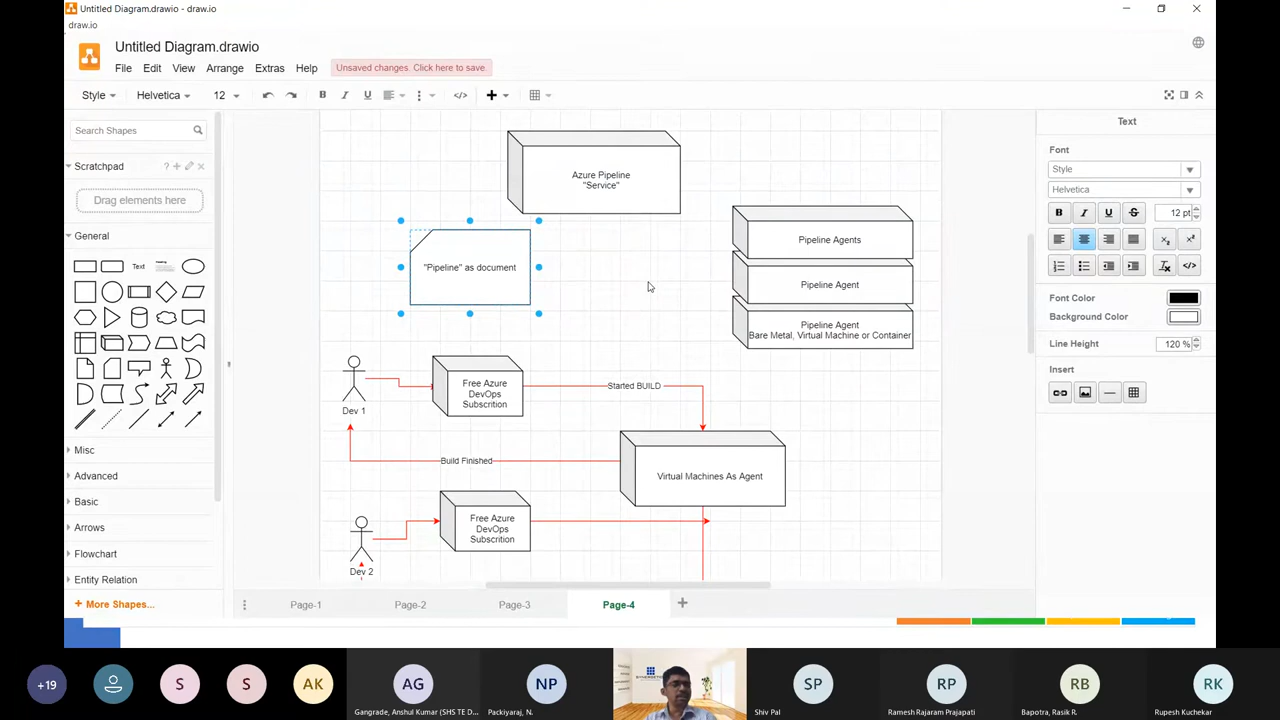 Untitled Diagram.drawio - draw.io
draw.io
Untitled Diagram.drawio
File Edit View Arrange Extras Help
Unsaved changes. Click here to save.
Style Helvetica 12
Search Shapes
Scratchpad
Drag elements here
General
Text
Misc
Advanced
Basic
Arrows
Flowchart
Entity Relation
+ More Shapes...
Azure Pipeline
"Service"
"Pipeline" as document
Pipeline Agents
Pipeline Agent
Pipeline Agent
Bare Metal, Virtual Machine or Container
Dev 1
Free Azure
DevOps
Subscrition
Started BUILD
Build Finished
Virtual Machines As Agent
Free Azure
DevOps
Subscrition
Dev 2
Page-1 Page-2 Page-3 Page-4
Text
Font
Style
Helvetica
B I U S 12 pt
Font Color
Background Color
Line Height 120 %
Insert
+19
S
S
AK
AG
Gangrade, Anshul Kumar (SHS TE D...
NP
Packiyaraj, N.
SP
Shiv Pal
RP
Ramesh Rajaram Prajapati
RB
Bapotra, Rasik R.
RK
Rupesh Kuchekar